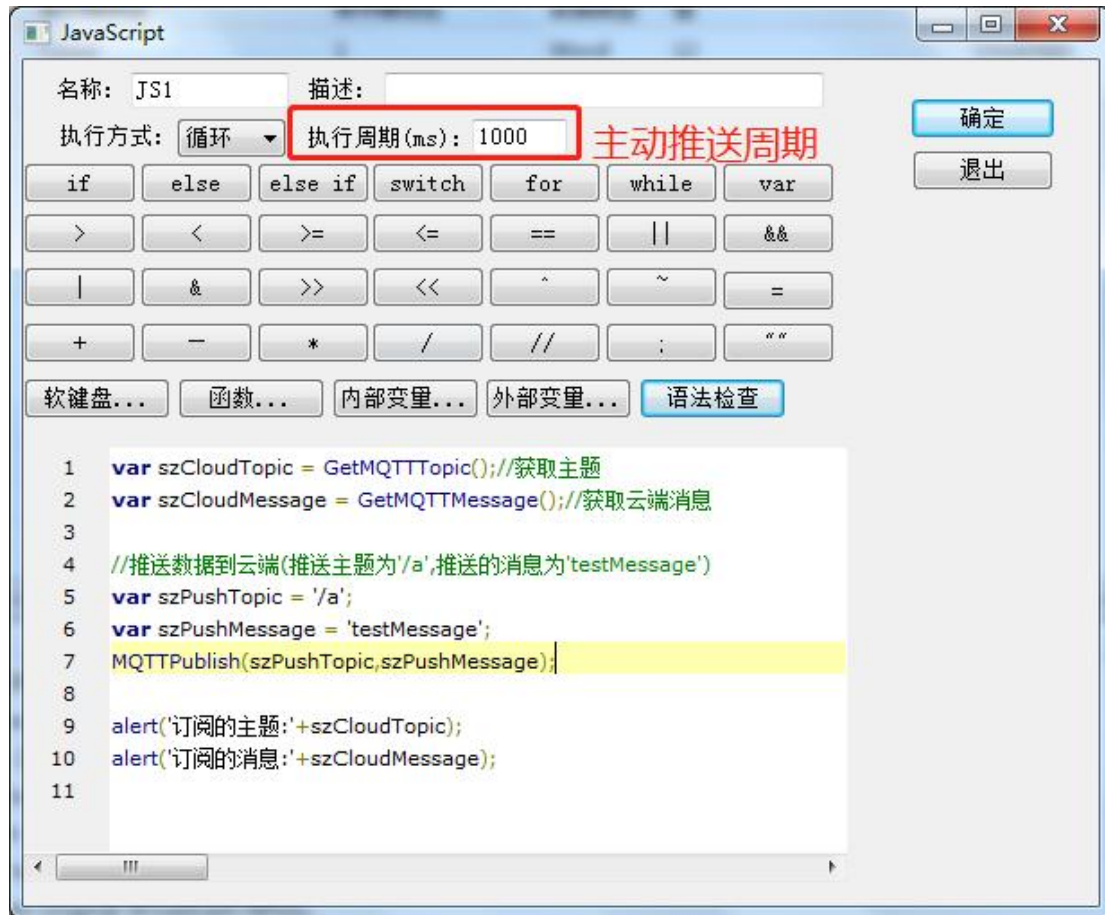 JavaScript
名称: JS1 描述:
执行方式: 循环 执行周期(ms): 1000 主动推送周期
确定
退出
if else else if switch for while var
> < >= <= == || &&
| & >> << ^ ~ =
+ - * / // ; ""
软键盘... 函数... 内部变量... 外部变量... 语法检查
1 var szCloudTopic = GetMQTTTopic();//获取主题
2 var szCloudMessage = GetMQTTMessage();//获取云端消息
3
4 //推送数据到云端(推送主题为'/a',推送的消息为'testMessage')
5 var szPushTopic = '/a';
6 var szPushMessage = 'testMessage';
7 MQTTPublish(szPushTopic,szPushMessage);
8
9 alert('订阅的主题:'+szCloudTopic);
10 alert('订阅的消息:'+szCloudMessage);
11